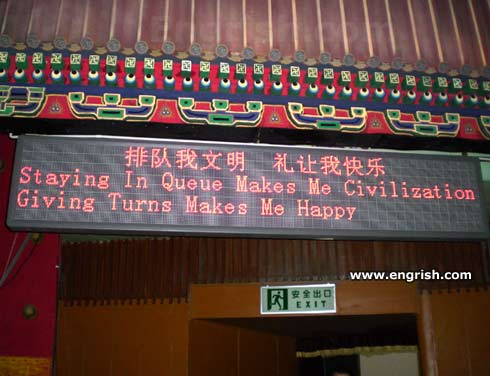 排队我文明 礼让我快乐
Staying In Queue Makes Me Civilization
Giving Turns Makes Me Happy
www.engrish.com
安全出口
EXIT